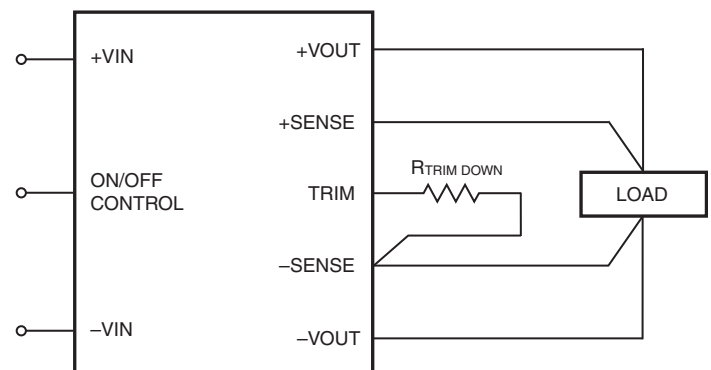 +VIN
ON/OFF
CONTROL
–VIN
+VOUT
+SENSE
TRIM
–SENSE
–VOUT
RTRIM DOWN
LOAD